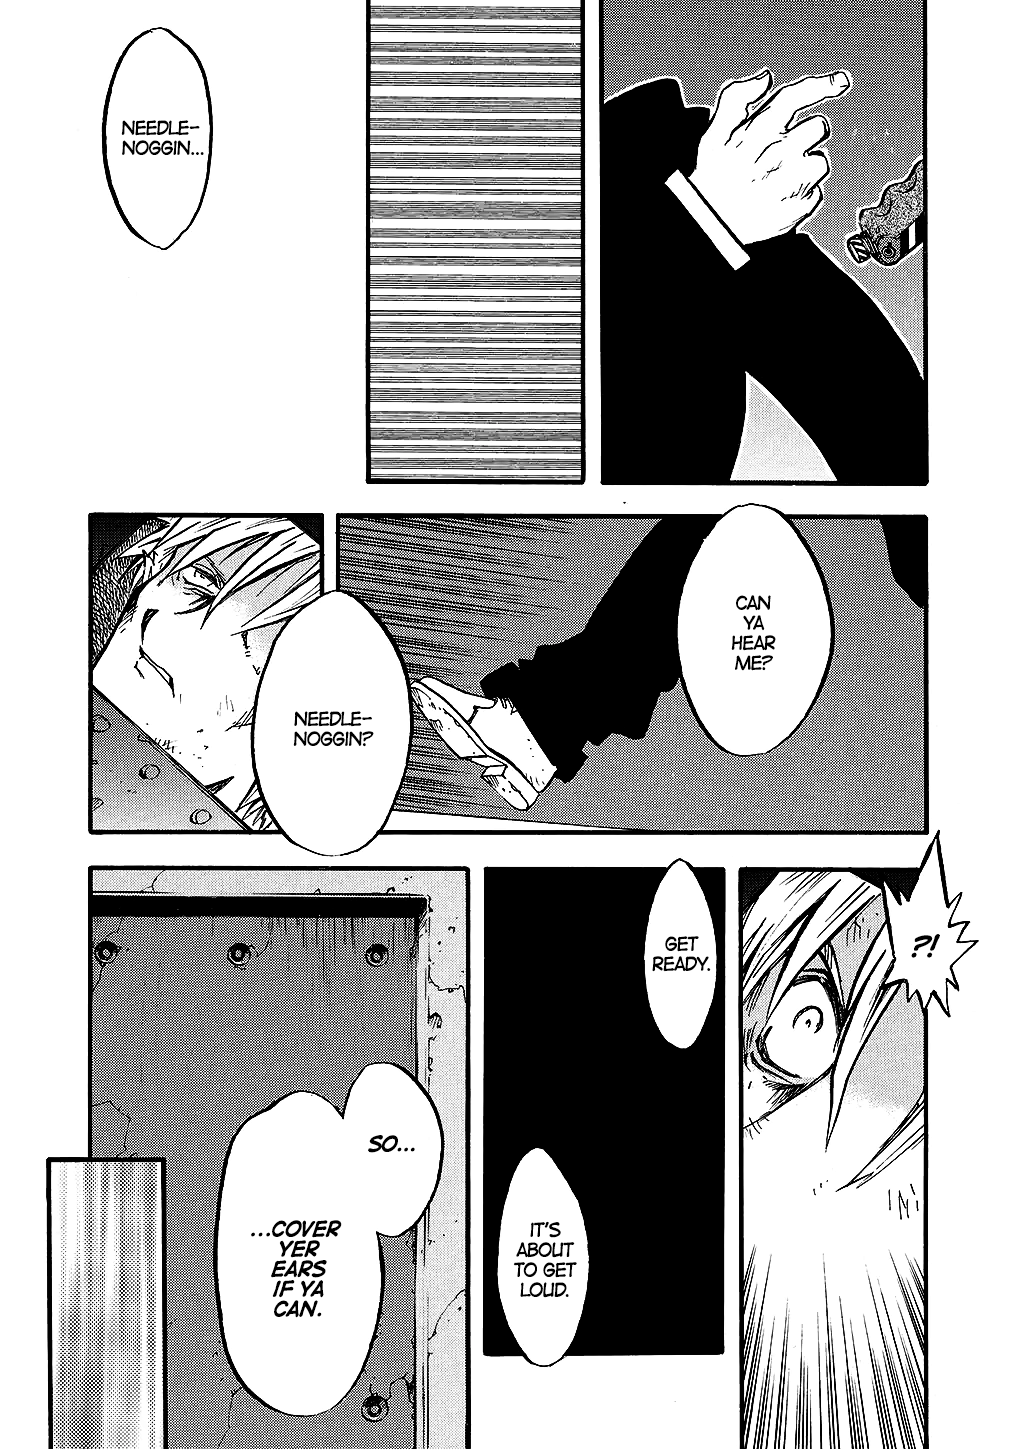 NEEDLE-
NOGGIN...
CAN
YA
HEAR
ME?
NEEDLE-
NOGGIN?
?!
GET
READY.
IT'S
ABOUT
TO GET
LOUD.
SO...
...COVER
YER
EARS
IF YA
CAN.